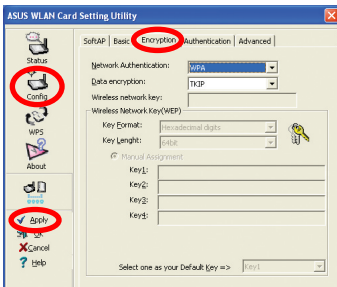 ASUS WLAN Card Setting Utility
Status
Config
WPS
About
Apply
OK
Cancel
Help
SoftAP Basic Encryption Authentication Advanced
Network Authentication: WPA
Data encryption: TKIP
Wireless network key:
Wireless Network Key(WEP)
Key Format: Hexadecimal digits
Key Lenght: 64bit
Manual Assignment
Key1:
Key2:
Key3:
Key4:
Select one as your Default Key => Key1